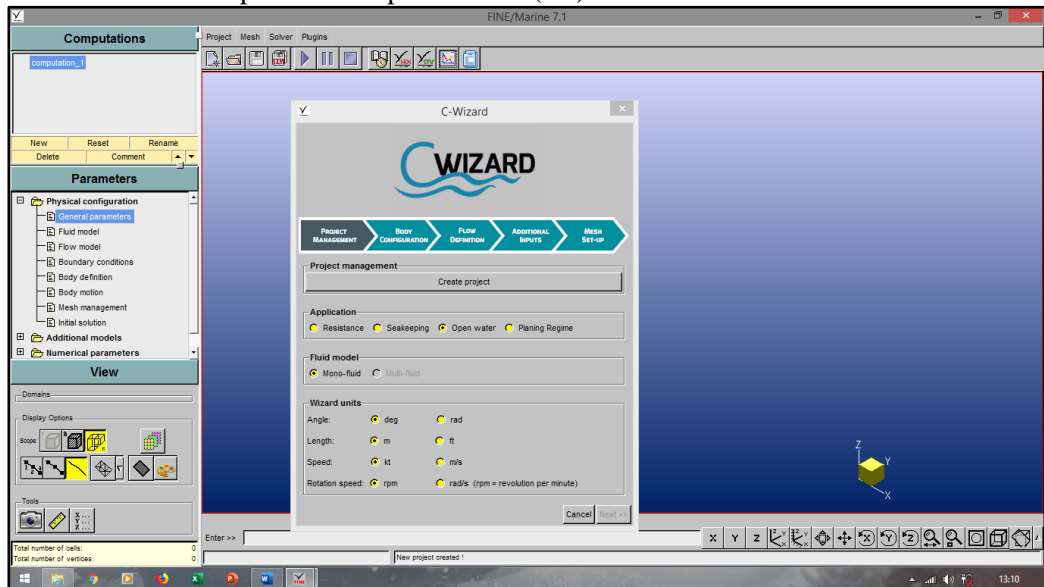 FINE/Marine 7.1
Computations
Project Mesh Solver Plugins
computation_1
New Reset Rename
Delete Comment
Parameters
Physical configuration
General parameters
Fluid model
Flow model
Boundary conditions
Body definition
Body motion
Mesh management
Initial solution
Additional models
Numerical parameters
View
Domains
Display Options
Scope:
Tools
Total number of cells: 0
Total number of vertices: 0
C-Wizard
CWIZARD
PROJECT MANAGEMENT
BODY CONFIGURATION
FLOW DEFINITION
ADDITIONAL INPUTS
MESH SET-UP
Project management
Create project
Application
Resistance Seakeeping Open water Planing Regime
Fluid model
Mono-fluid Multi-fluid
Wizard units
Angle: deg rad
Length: m ft
Speed: kt m/s
Rotation speed: rpm rad/s (rpm = revolution per minute)
Cancel Next >>
Z
Y
X
Enter >>
X Y Z
New project created !
13:10